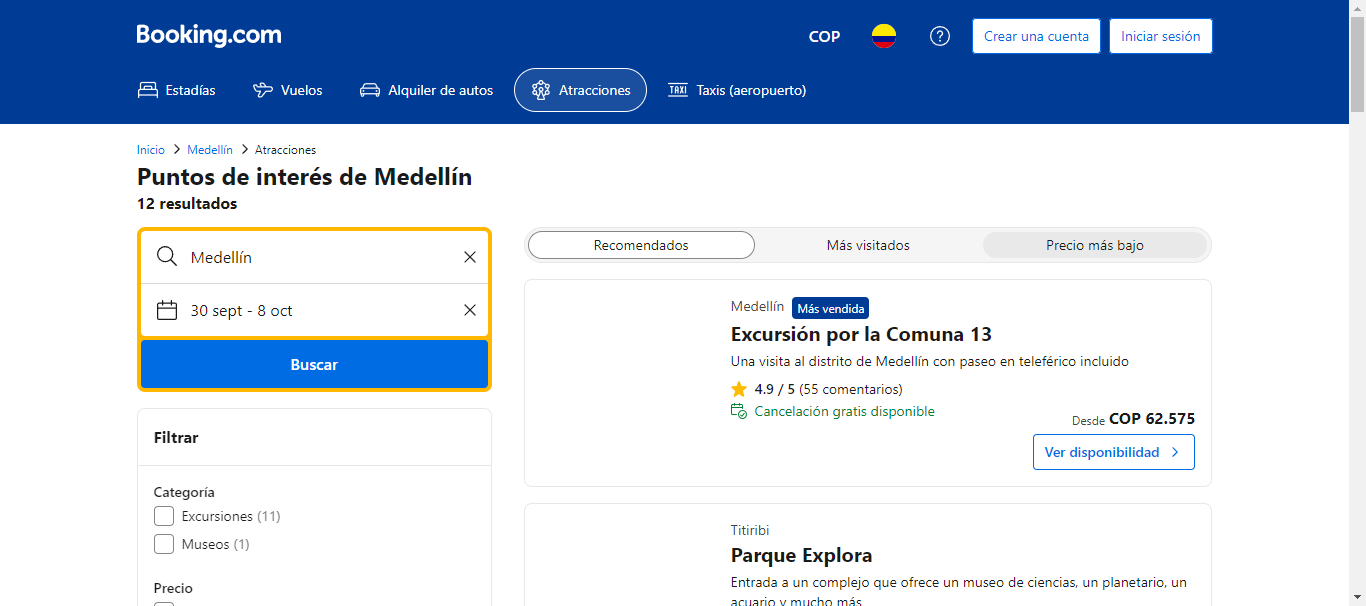 Booking.com
COP
Crear una cuenta
Iniciar sesión
Estadías
Vuelos
Alquiler de autos
Atracciones
TAXI Taxis (aeropuerto)
Inicio > Medellín > Atracciones
Puntos de interés de Medellín
12 resultados
Medellín
30 sept - 8 oct
Buscar
Filtrar
Categoría
Excursiones (11)
Museos (1)
Precio
Recomendados
Más visitados
Precio más bajo
Medellín Más vendida
Excursión por la Comuna 13
Una visita al distrito de Medellín con paseo en teleférico incluido
4.9 / 5 (55 comentarios)
Cancelación gratis disponible
Desde COP 62.575
Ver disponibilidad
Titiribi
Parque Explora
Entrada a un complejo que ofrece un museo de ciencias, un planetario, un
acuario y mucho más